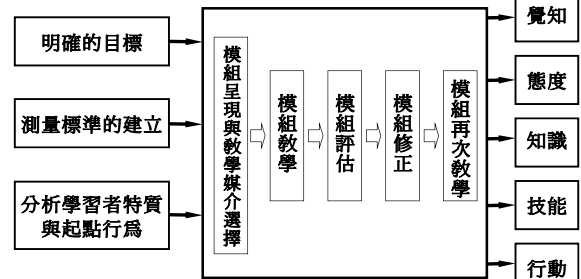 明確的目標
測量標準的建立
分析學習者特質
與起點行為
模組呈現與教學媒介選擇
模組教學
模組評估
模組修正
模組再次教學
覺知
態度
知識
技能
行動